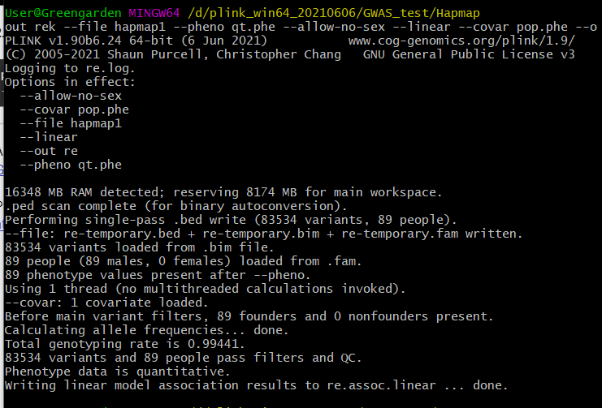 User@Greengarden MINGW64 /d/plink_win64_20210606/GWAS_test/Hapmap
out rek --file hapmap1 --pheno qt.phe --allow-no-sex --linear --covar pop.phe --o
PLINK v1.90b6.24 64-bit (6 Jun 2021) www.cog-genomics.org/plink/1.9/
(C) 2005-2021 Shaun Purcell, Christopher Chang GNU General Public License v3
Logging to re.log.
Options in effect:
--allow-no-sex
--covar pop.phe
--file hapmap1
--linear
--out re
--pheno qt.phe
16348 MB RAM detected; reserving 8174 MB for main workspace.
.ped scan complete (for binary autoconversion).
Performing single-pass .bed write (83534 variants, 89 people).
--file: re-temporary.bed + re-temporary.bim + re-temporary.fam written.
83534 variants loaded from .bim file.
89 people (89 males, 0 females) loaded from .fam.
89 phenotype values present after --pheno.
Using 1 thread (no multithreaded calculations invoked).
--covar: 1 covariate loaded.
Before main variant filters, 89 founders and 0 nonfounders present.
Calculating allele frequencies... done.
Total genotyping rate is 0.99441.
83534 variants and 89 people pass filters and QC.
Phenotype data is quantitative.
Writing linear model association results to re.assoc.linear ... done.